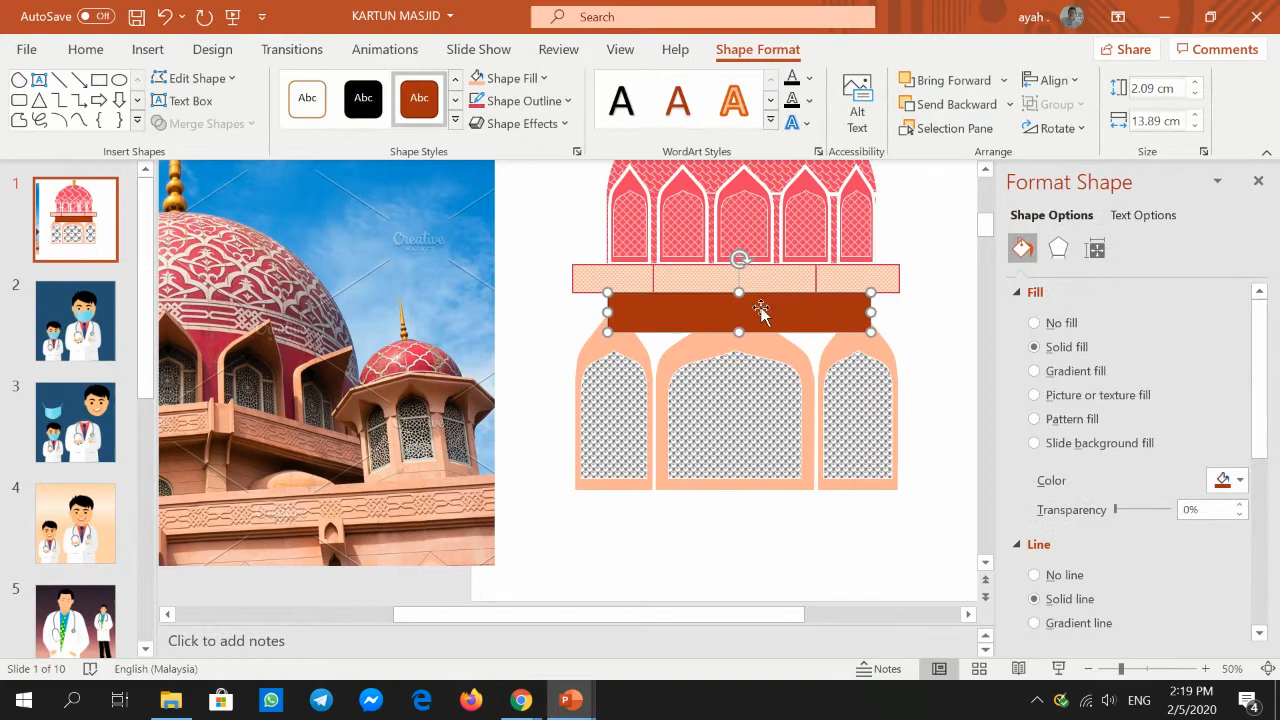 AutoSave Off KARTUN MASJID Search ayah .
File Home Insert Design Transitions Animations Slide Show Review View Help Shape Format Share Comments
Edit Shape
Text Box
Merge Shapes
Insert Shapes
Abc Abc Abc
Shape Fill
Shape Outline
Shape Effects
Shape Styles
A A A
A
A
A
WordArt Styles
Alt
Text
Accessibility
Bring Forward
Send Backward
Selection Pane
Align
Group
Rotate
Arrange
2.09 cm
13.89 cm
Size
1
2
3
4
5
Creative
Format Shape
Shape Options Text Options
Fill
No fill
Solid fill
Gradient fill
Picture or texture fill
Pattern fill
Slide background fill
Color
Transparency 0%
Line
No line
Solid line
Gradient line
Click to add notes
Slide 1 of 10 English (Malaysia) Notes 50%
ENG
2:19 PM
2/5/2020
4